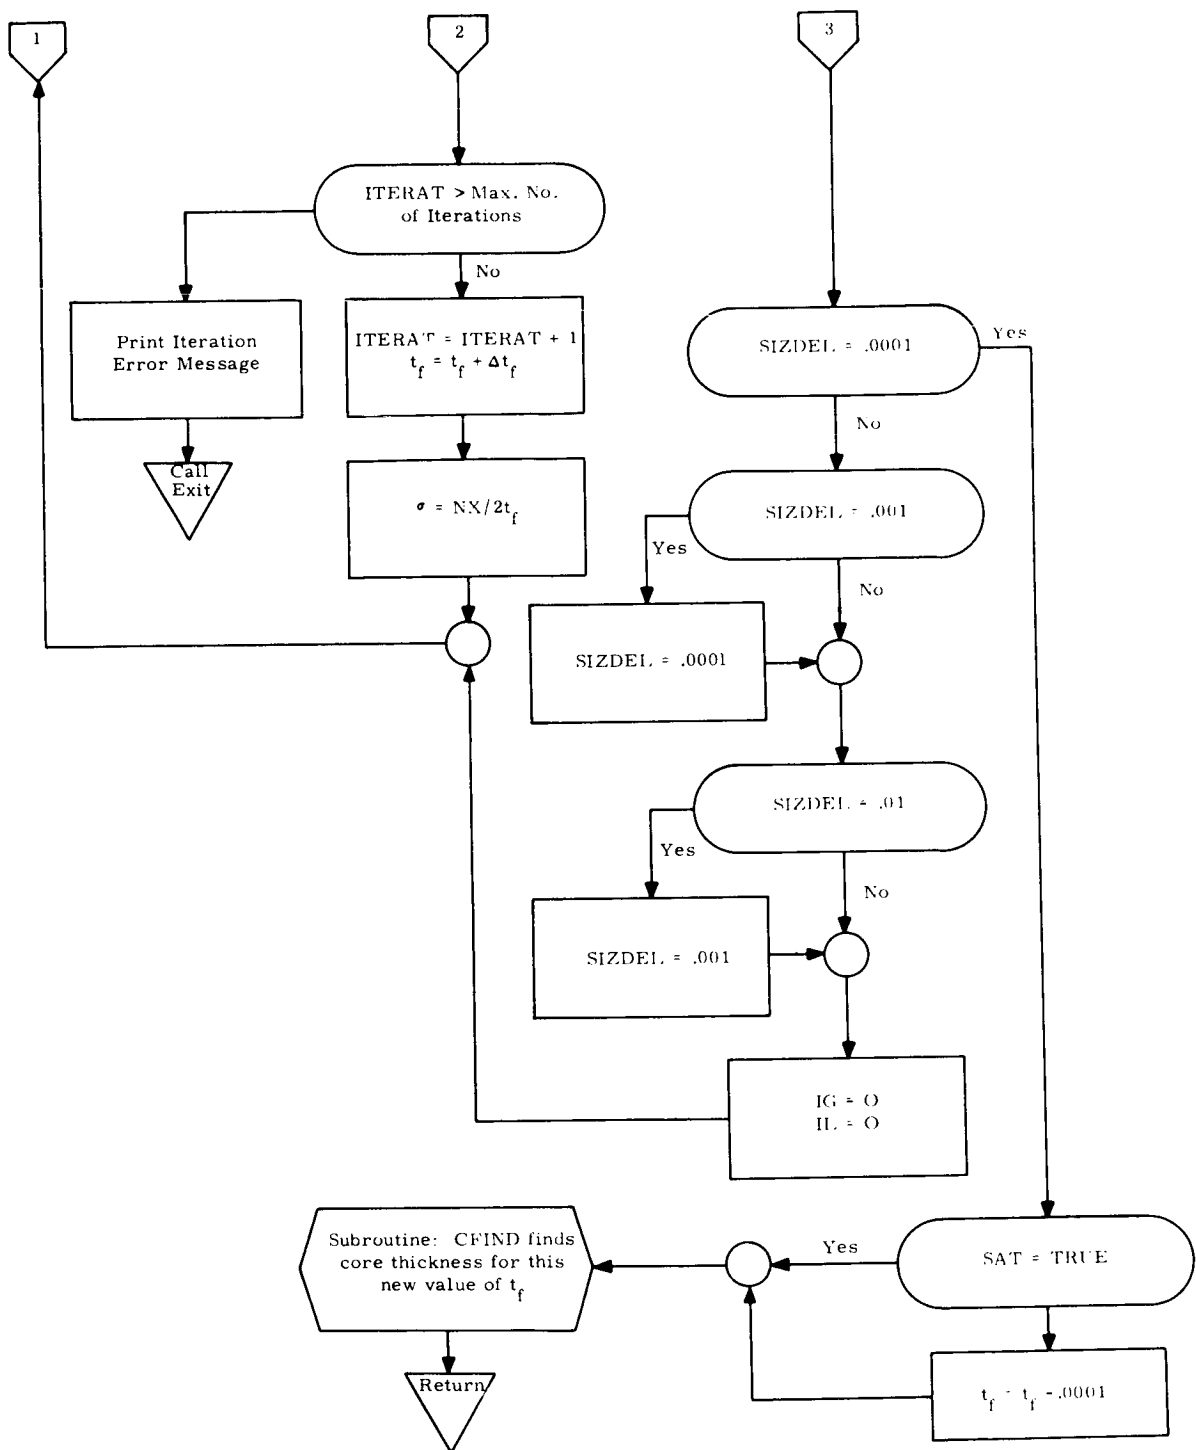 1
2
3
ITERAT > Max. No.
of Iterations
No
Print Iteration
Error Message
Call
Exit
ITERAT = ITERAT + 1
t_f = t_f + Δt_f
σ = NX/2t_f
SIZDEL = .0001
Yes
No
SIZDEL = .001
Yes
No
SIZDEL = .0001
SIZDEL = .01
Yes
No
SIZDEL = .001
IG = O
IL = O
SAT = TRUE
Yes
t_f = t_f - .0001
Subroutine: CFIND finds
core thickness for this
new value of t_f
Return